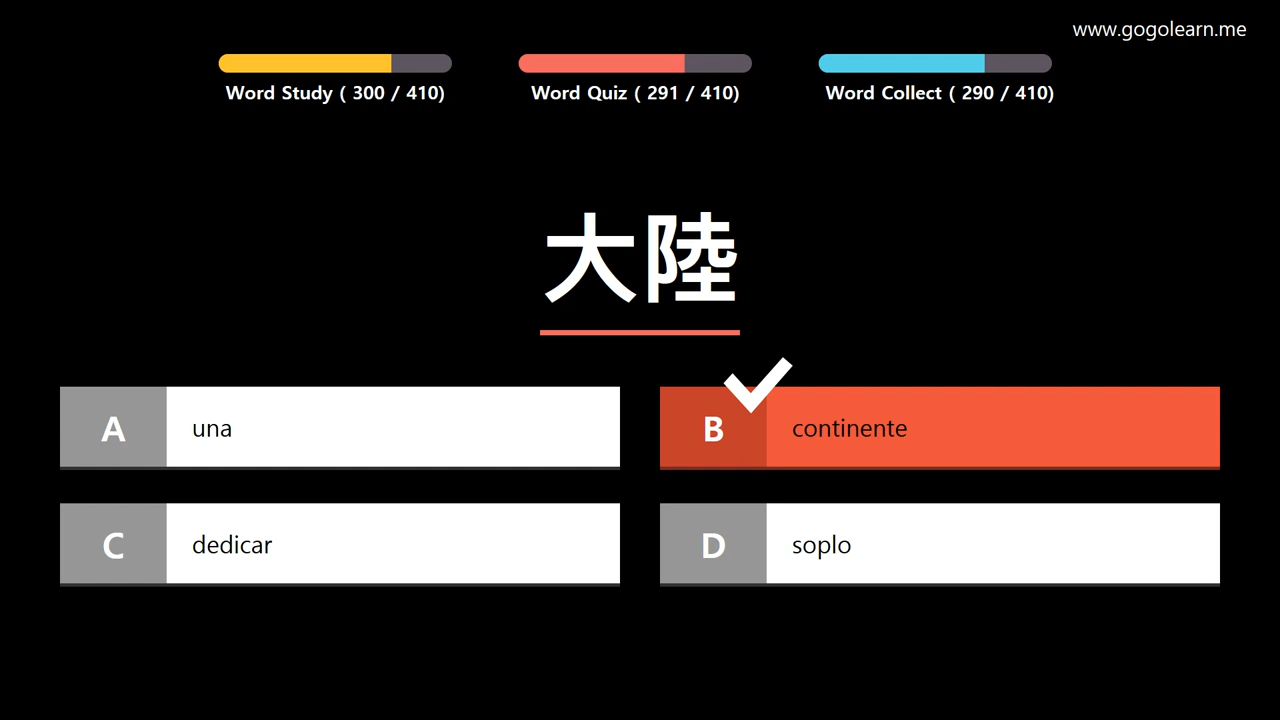 www.gogolearn.me
Word Study ( 300 / 410)
Word Quiz ( 291 / 410)
Word Collect ( 290 / 410)
大陸
A una
B continente
C dedicar
D soplo